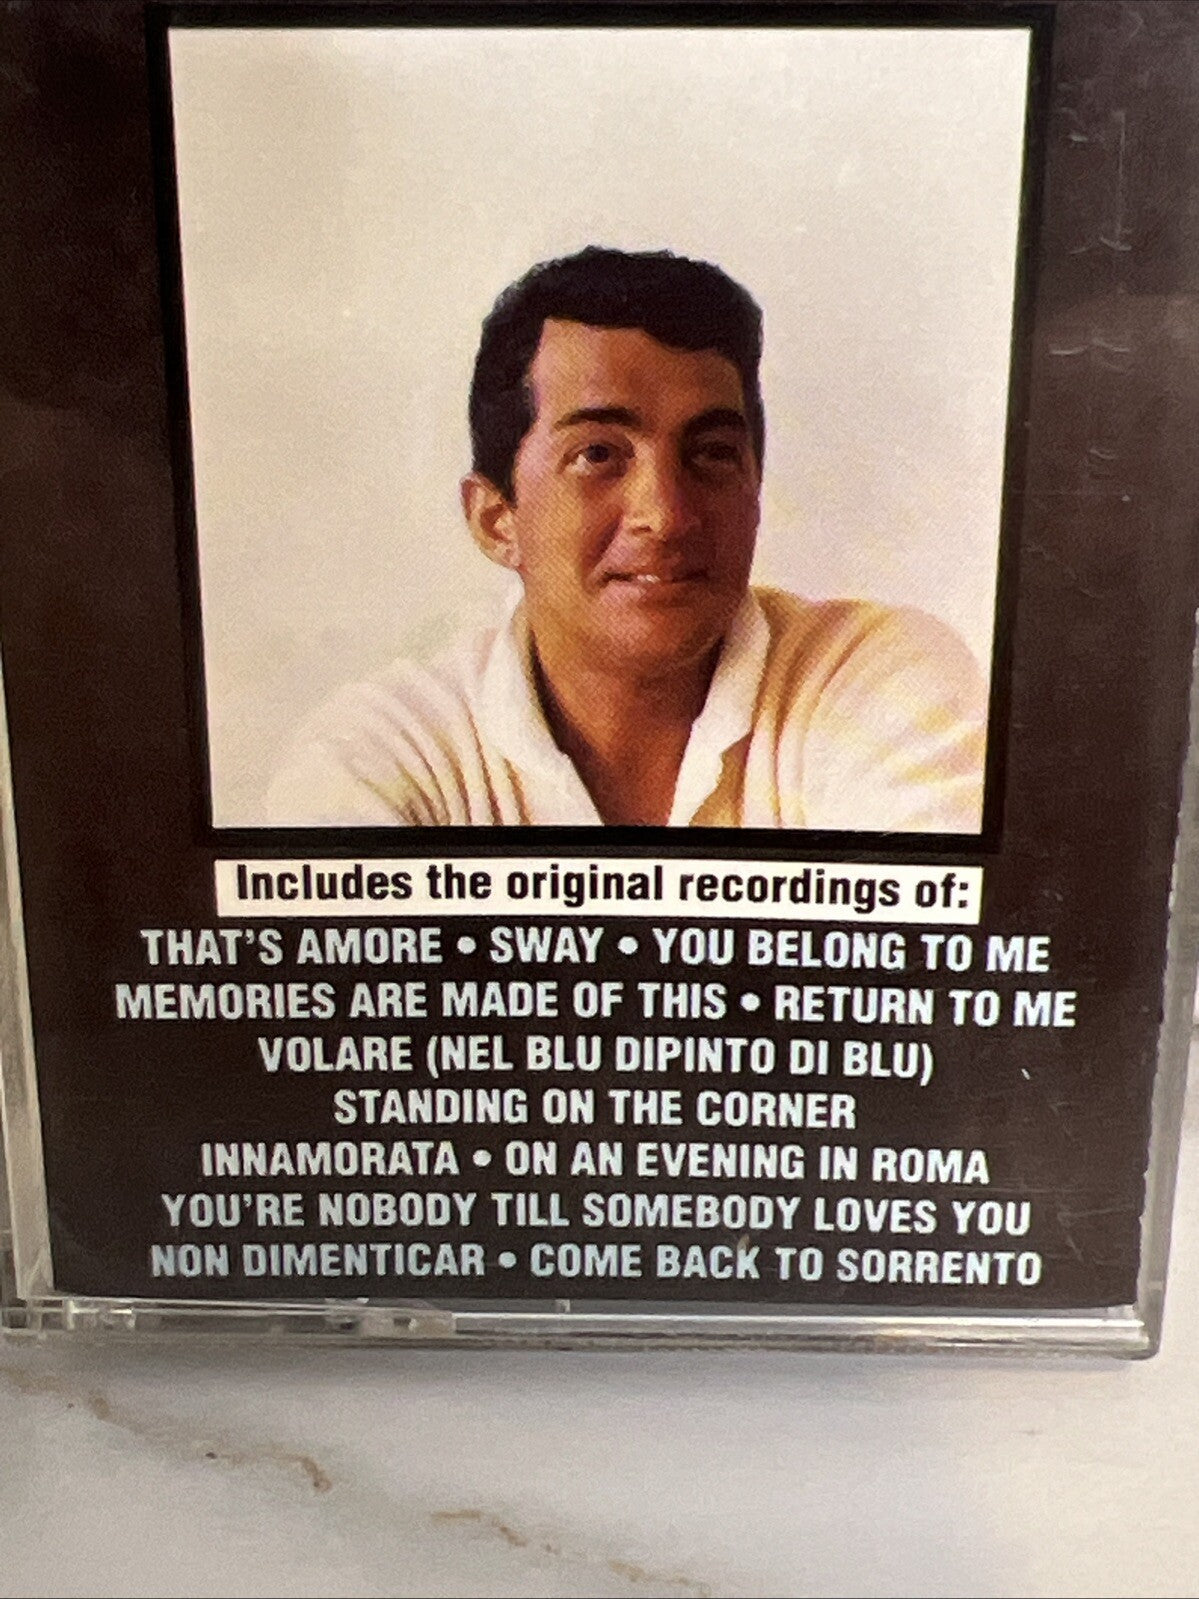 Includes the original recordings of:
THAT'S AMORE • SWAY • YOU BELONG TO ME
MEMORIES ARE MADE OF THIS • RETURN TO ME
VOLARE (NEL BLU DIPINTO DI BLU)
STANDING ON THE CORNER
INNAMORATA • ON AN EVENING IN ROMA
YOU'RE NOBODY TILL SOMEBODY LOVES YOU
NON DIMENTICAR • COME BACK TO SORRENTO